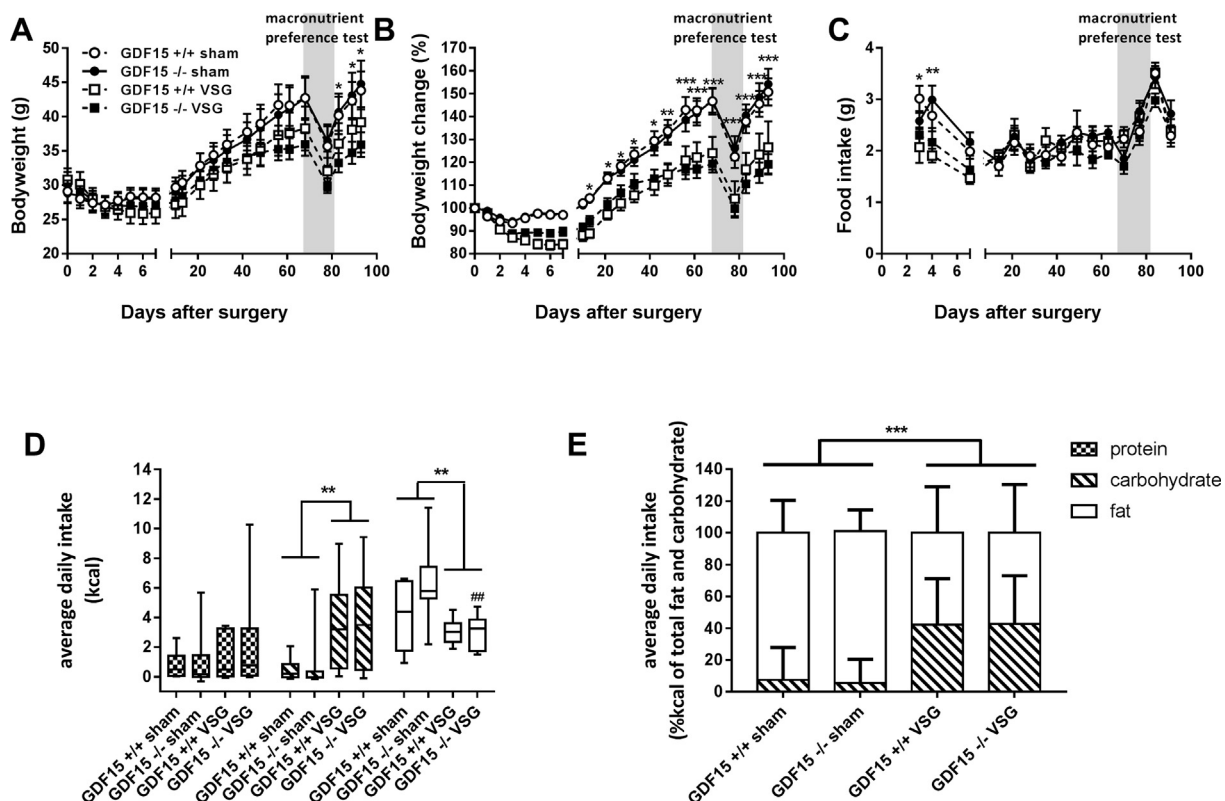 A
GDF15 +/+ sham
GDF15 -/- sham
GDF15 +/+ VSG
GDF15 -/- VSG
macronutrient
preference test
*
*
*
Bodyweight (g)
50
45
40
35
30
25
20
0 2 4 6 20 40 60 80 100
Days after surgery
B
macronutrient
preference test
* * * * ** *** *** *** *** *** *** ***
Bodyweight change (%)
170
160
150
140
130
120
110
100
90
80
0 2 4 6 20 40 60 80 100
Days after surgery
C
macronutrient
preference test
* **
Food intake (g)
4
3
2
1
0
0 2 4 6 20 40 60 80 100
Days after surgery
D
average daily intake
(kcal)
14
12
10
8
6
4
2
0
**
**
##
GDF15 +/+ sham
GDF15 -/- sham
GDF15 +/+ VSG
GDF15 -/- VSG
GDF15 +/+ sham
GDF15 -/- sham
GDF15 +/+ VSG
GDF15 -/- VSG
GDF15 +/+ sham
GDF15 -/- sham
GDF15 +/+ VSG
GDF15 -/- VSG
E
average daily intake
(%kcal of total fat and carbohydrate)
140
120
100
80
60
40
20
0
***
GDF15 +/+ sham
GDF15 -/- sham
GDF15 +/+ VSG
GDF15 -/- VSG
protein
carbohydrate
fat